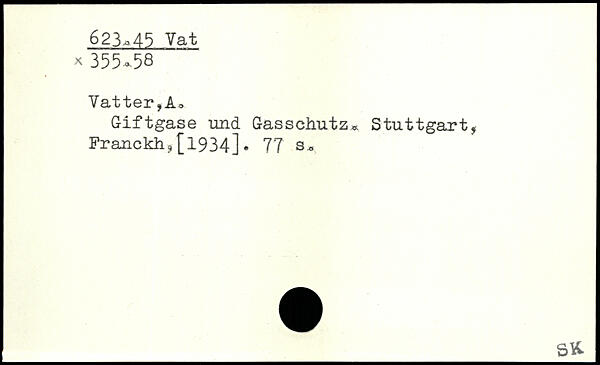 623.45 Vat
x 355.58
Vatter,A.
Giftgase und Gasschutz. Stuttgart,
Franckh,[1934]. 77 s.
SK